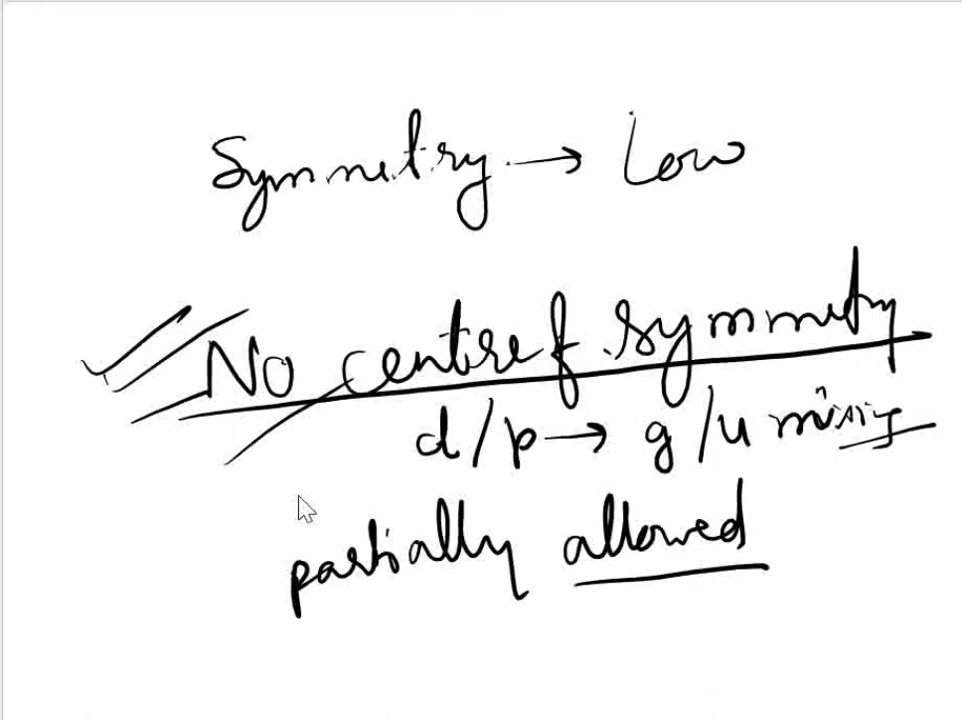 Symmetry → Low
No centre of symmetry
d/p → g/u mixing
partially allowed